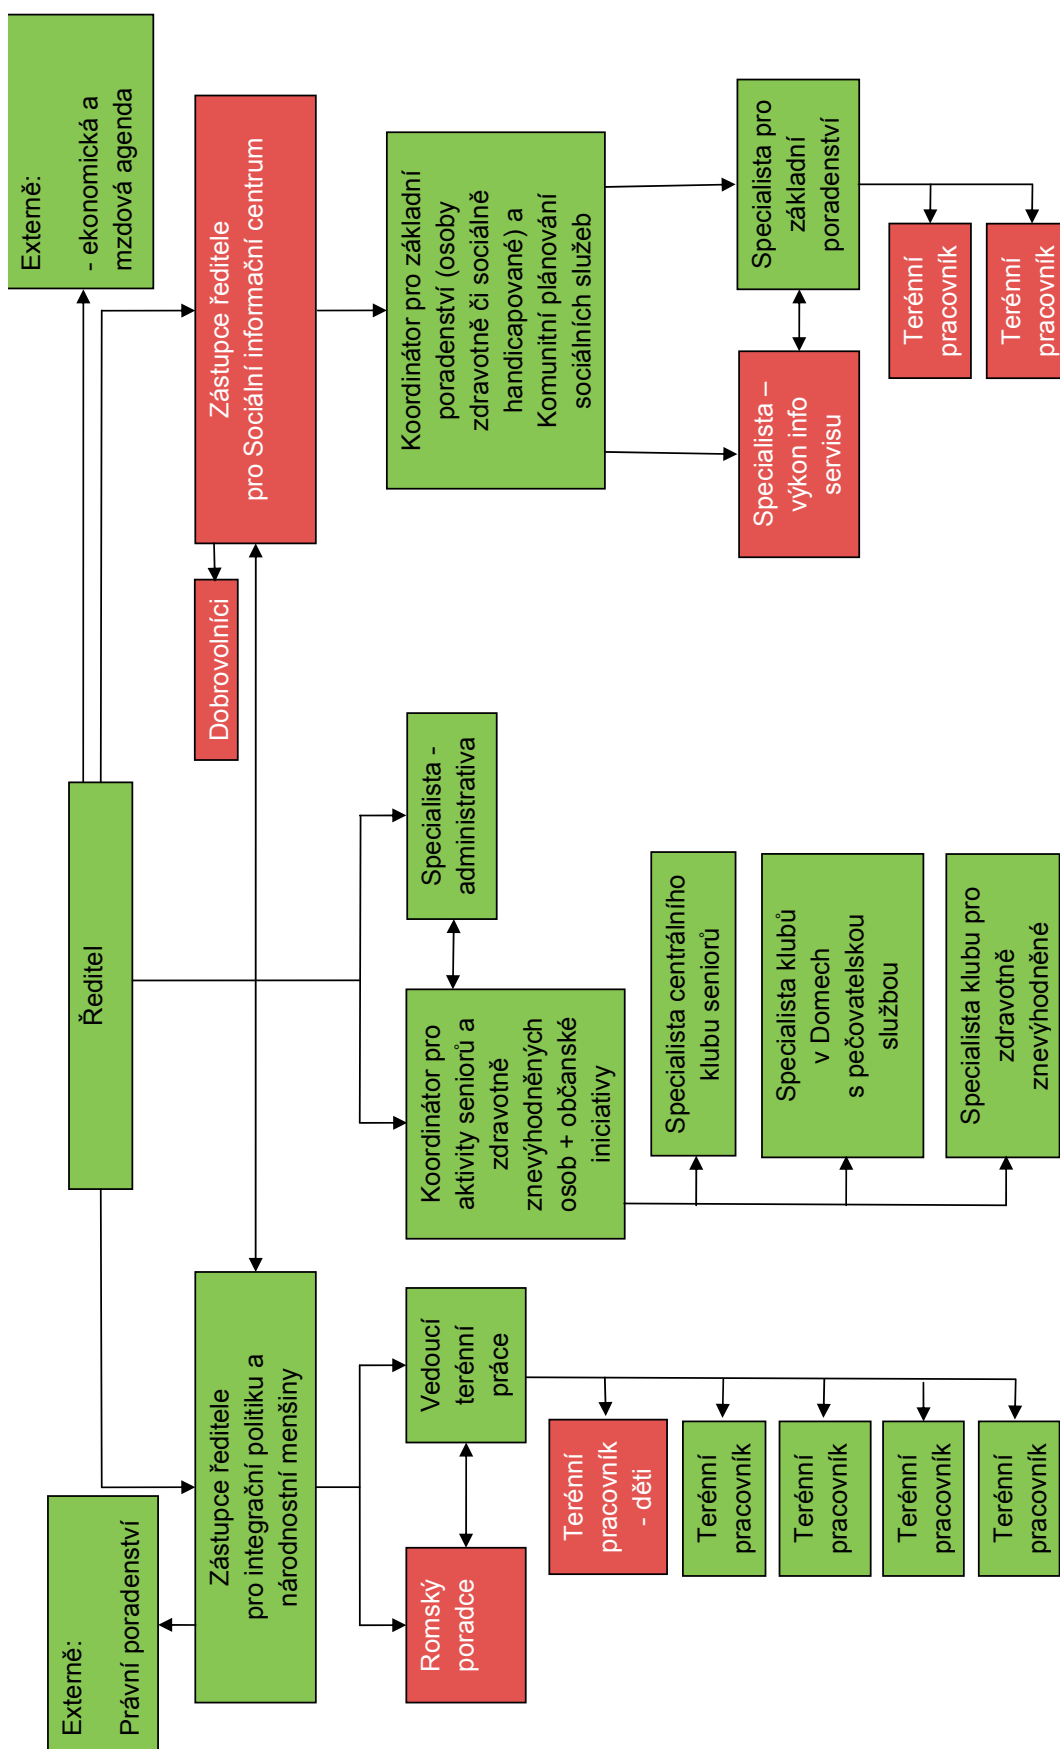 Externě:
Právní poradenství
Ředitel
Externě:
- ekonomická a
mzdová agenda
Zástupce ředitele
pro integrační politiku a
národnostní menšiny
Dobrovolníci
Zástupce ředitele
pro Sociální informační centrum
Romský
poradce
Vedoucí
terénní
práce
Koordinátor pro
aktivity seniorů a
zdravotně
znevýhodněných
osob + občanské
iniciativy
Specialista -
administrativa
Koordinátor pro základní
poradenství (osoby
zdravotně či sociálně
handicapované) a
Komunitní plánování
sociálních služeb
Terénní
pracovník
- děti
Terénní
pracovník
Terénní
pracovník
Terénní
pracovník
Terénní
pracovník
Specialista centrálního
klubu seniorů
Specialista klubů
v Domech
s pečovatelskou
službou
Specialista klubu pro
zdravotně
znevýhodněné
Specialista –
výkon info
servisu
Specialista pro
základní
poradenství
Terénní
pracovník
Terénní
pracovník